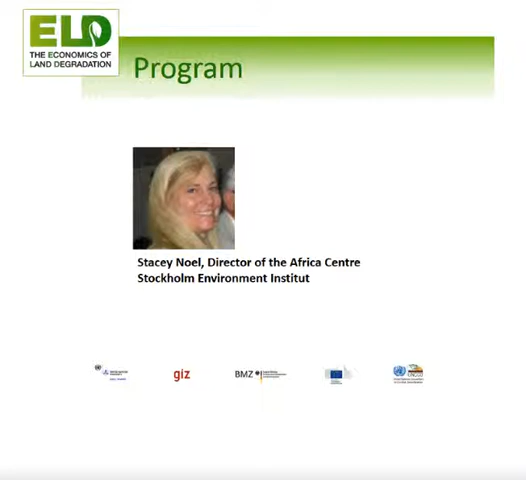 ELD
THE ECONOMICS OF
LAND DEGRADATION
Program
Stacey Noel, Director of the Africa Centre
Stockholm Environment Institut
giz
BMZ